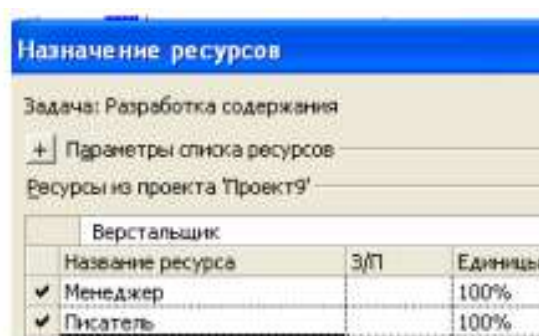 Назначение ресурсов
Задача: Разработка содержания
+ Параметры списка ресурсов
Ресурсы из проекта 'Проект9'
Верстальщик
Название ресурса З/П Единицы
✓ Менеджер 100%
✓ Писатель 100%